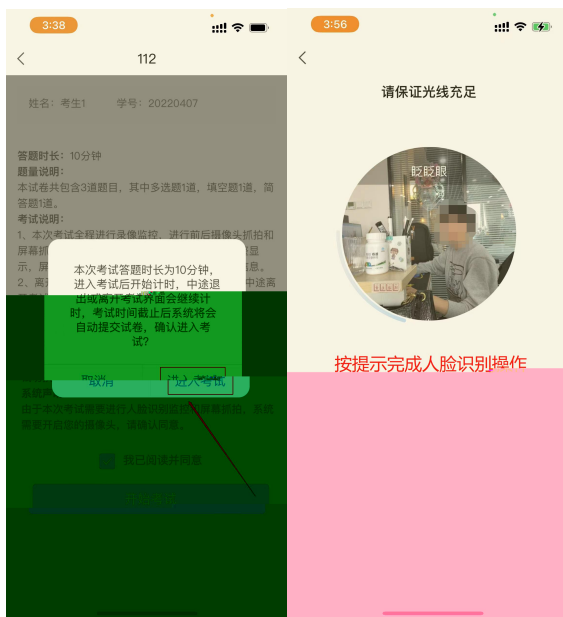 3:38
112
姓名：考生1 学号：20220407
答题时长：10分钟
题量说明：
本试卷共包含3道题目，其中多选题1道，填空题1道，简
答题1道。
考试说明：
1、本次考试全程进行录像监控，进行前后摄像头抓拍和
屏幕抓
示，屏
息。
2、离
中途离
本次考试答题时长为10分钟，
进入考试后开始计时，中途退
出或离开考试界面会继续计
时，考试时间截止后系统将会
自动提交试卷，确认进入考
试？
取消 进入考试
由于本次考试需要进行人脸识别监控和屏幕抓拍，系统
需要开启您的摄像头，请确认同意。
我已阅读并同意
3:56
请保证光线充足
眨眨眼
按提示完成人脸识别操作